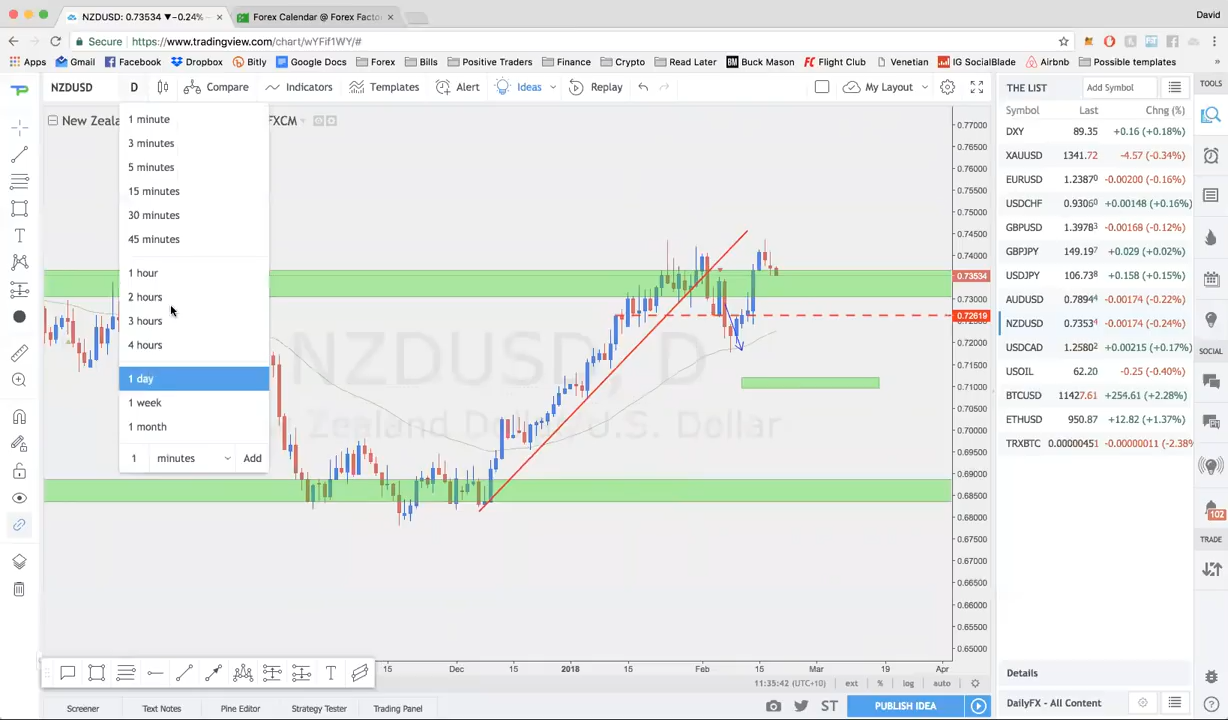 NZDUSD: 0.73534 ▼−0.24%
Forex Calendar @ Forex Facto
David
Secure https://www.tradingview.com/chart/wYFif1WY/#
Apps Gmail Facebook Dropbox Bitly Google Docs Forex Bills Positive Traders Finance Crypto Read Later Buck Mason Flight Club Venetian IG SocialBlade Airbnb Possible templates
NZDUSD D Compare Indicators Templates Alert Ideas Replay My Layout
THE LIST Add Symbol TOOLS
New Zeala FXCM
Symbol Last Chng (%)
DXY 89.35 +0.16 (+0.18%)
XAUUSD 1341.72 -4.57 (-0.34%)
EURUSD 1.23870 -0.00200 (-0.16%)
USDCHF 0.93060 +0.00148 (+0.16%)
GBPUSD 1.39783 -0.00168 (-0.12%)
GBPJPY 149.197 +0.029 (+0.02%)
USDJPY 106.738 +0.158 (+0.15%)
AUDUSD 0.78944 -0.00174 (-0.22%)
NZDUSD 0.73534 -0.00174 (-0.24%)
USDCAD 1.25802 +0.00215 (+0.17%)
USOIL 62.20 -0.25 (-0.40%)
BTCUSD 11427.61 +254.61 (+2.28%)
ETHUSD 950.87 +12.82 (+1.37%)
TRXBTC 0.00000451 -0.00000011 (-2.38%
SOCIAL
102
TRADE
1 minute
3 minutes
5 minutes
15 minutes
30 minutes
45 minutes
1 hour
2 hours
3 hours
4 hours
1 day
1 week
1 month
1 minutes Add
NZDUSD, D
Zealand Dollar/U.S. Dollar
0.77000
0.76500
0.76000
0.75500
0.75000
0.74500
0.74000
0.73534
0.73000
0.72619
0.72000
0.71500
0.71000
0.70500
0.70000
0.69500
0.69000
0.68500
0.68000
0.67500
0.67000
0.66500
0.66000
0.65500
0.65000
15 Dec 15 2018 15 Feb 15 Mar 19 Apr
11:35:42 (UTC+10) ext % log auto
Details
DailyFX - All Content
Screener Text Notes Pine Editor Strategy Tester Trading Panel
ST PUBLISH IDEA